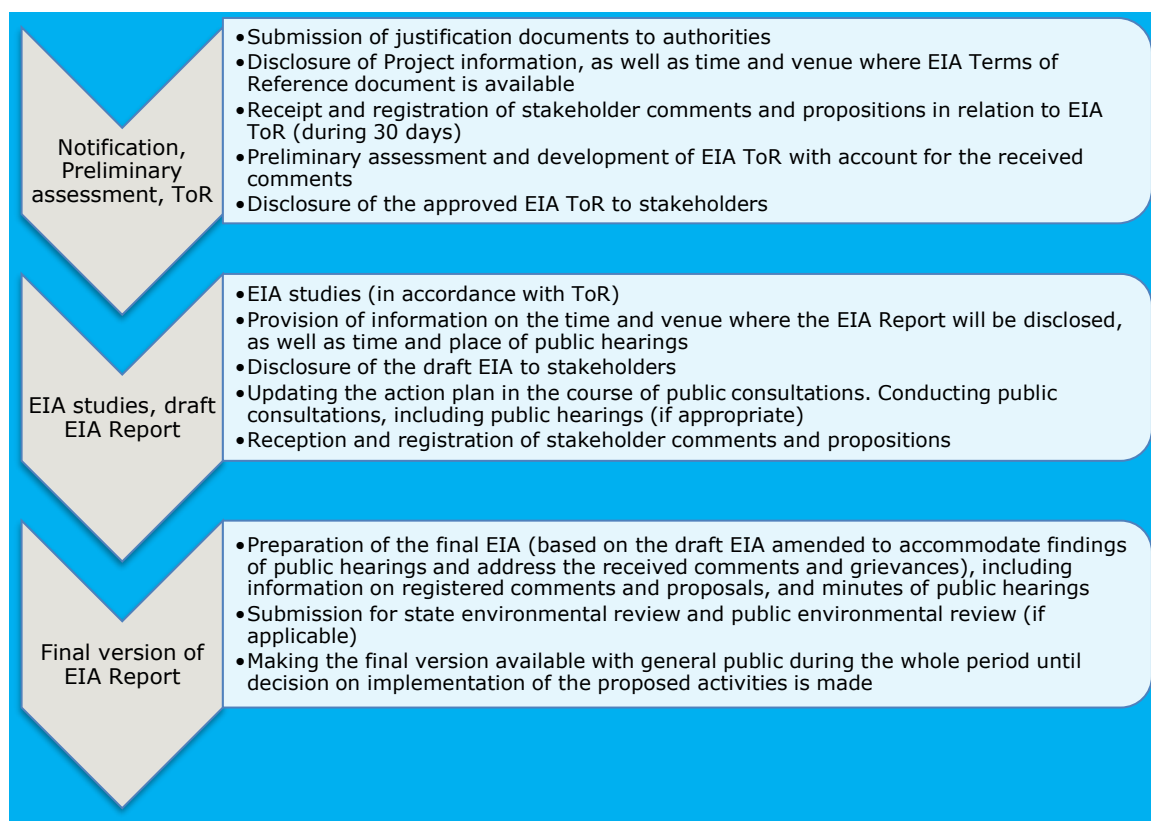 Notification,
Preliminary
assessment, ToR
•Submission of justification documents to authorities
•Disclosure of Project information, as well as time and venue where EIA Terms of
Reference document is available
•Receipt and registration of stakeholder comments and propositions in relation to EIA
ToR (during 30 days)
•Preliminary assessment and development of EIA ToR with account for the received
comments
•Disclosure of the approved EIA ToR to stakeholders
EIA studies, draft
EIA Report
•EIA studies (in accordance with ToR)
•Provision of information on the time and venue where the EIA Report will be disclosed,
as well as time and place of public hearings
•Disclosure of the draft EIA to stakeholders
•Updating the action plan in the course of public consultations. Conducting public
consultations, including public hearings (if appropriate)
•Reception and registration of stakeholder comments and propositions
Final version of
EIA Report
•Preparation of the final EIA (based on the draft EIA amended to accommodate findings
of public hearings and address the received comments and grievances), including
information on registered comments and proposals, and minutes of public hearings
•Submission for state environmental review and public environmental review (if
applicable)
•Making the final version available with general public during the whole period until
decision on implementation of the proposed activities is made